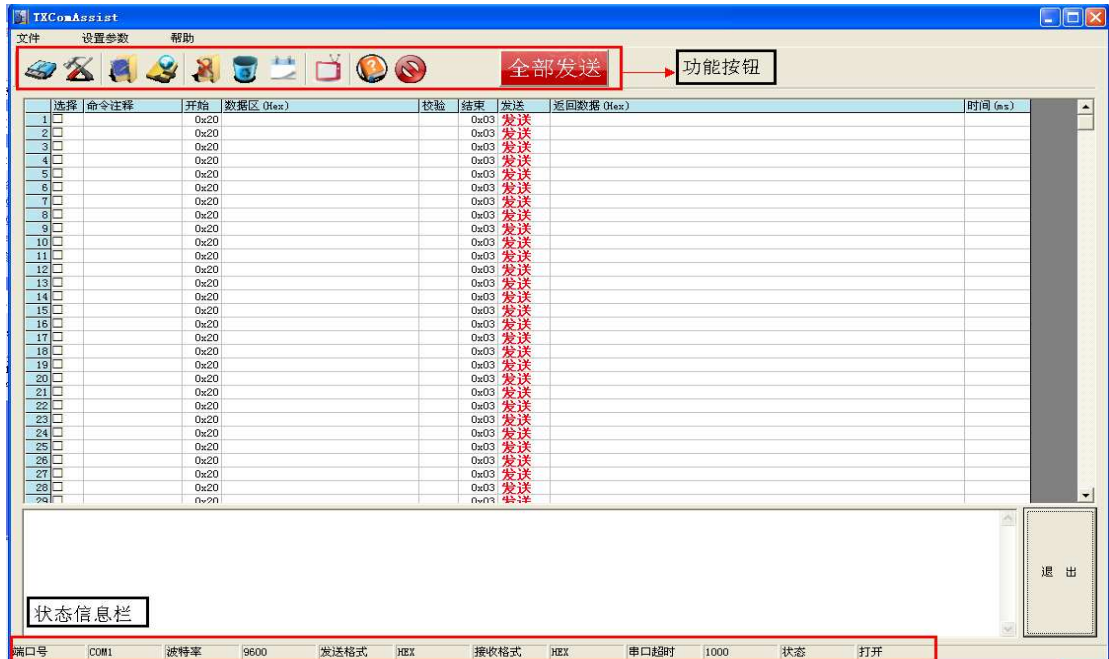 TXComAssist
文件 设置参数 帮助
全部发送 功能按钮
选择 命令注释 开始 数据区(Hex) 校验 结束 发送 返回数据(Hex) 时间(ms)
1 0x20 0x03 发送
2 0x20 0x03 发送
3 0x20 0x03 发送
4 0x20 0x03 发送
5 0x20 0x03 发送
6 0x20 0x03 发送
7 0x20 0x03 发送
8 0x20 0x03 发送
9 0x20 0x03 发送
10 0x20 0x03 发送
11 0x20 0x03 发送
12 0x20 0x03 发送
13 0x20 0x03 发送
14 0x20 0x03 发送
15 0x20 0x03 发送
16 0x20 0x03 发送
17 0x20 0x03 发送
18 0x20 0x03 发送
19 0x20 0x03 发送
20 0x20 0x03 发送
21 0x20 0x03 发送
22 0x20 0x03 发送
23 0x20 0x03 发送
24 0x20 0x03 发送
25 0x20 0x03 发送
26 0x20 0x03 发送
27 0x20 0x03 发送
28 0x20 0x03 发送
29 0x20 0x03 发送
退 出
状态信息栏
端口号 COM1 波特率 9600 发送格式 HEX 接收格式 HEX 串口超时 1000 状态 打开